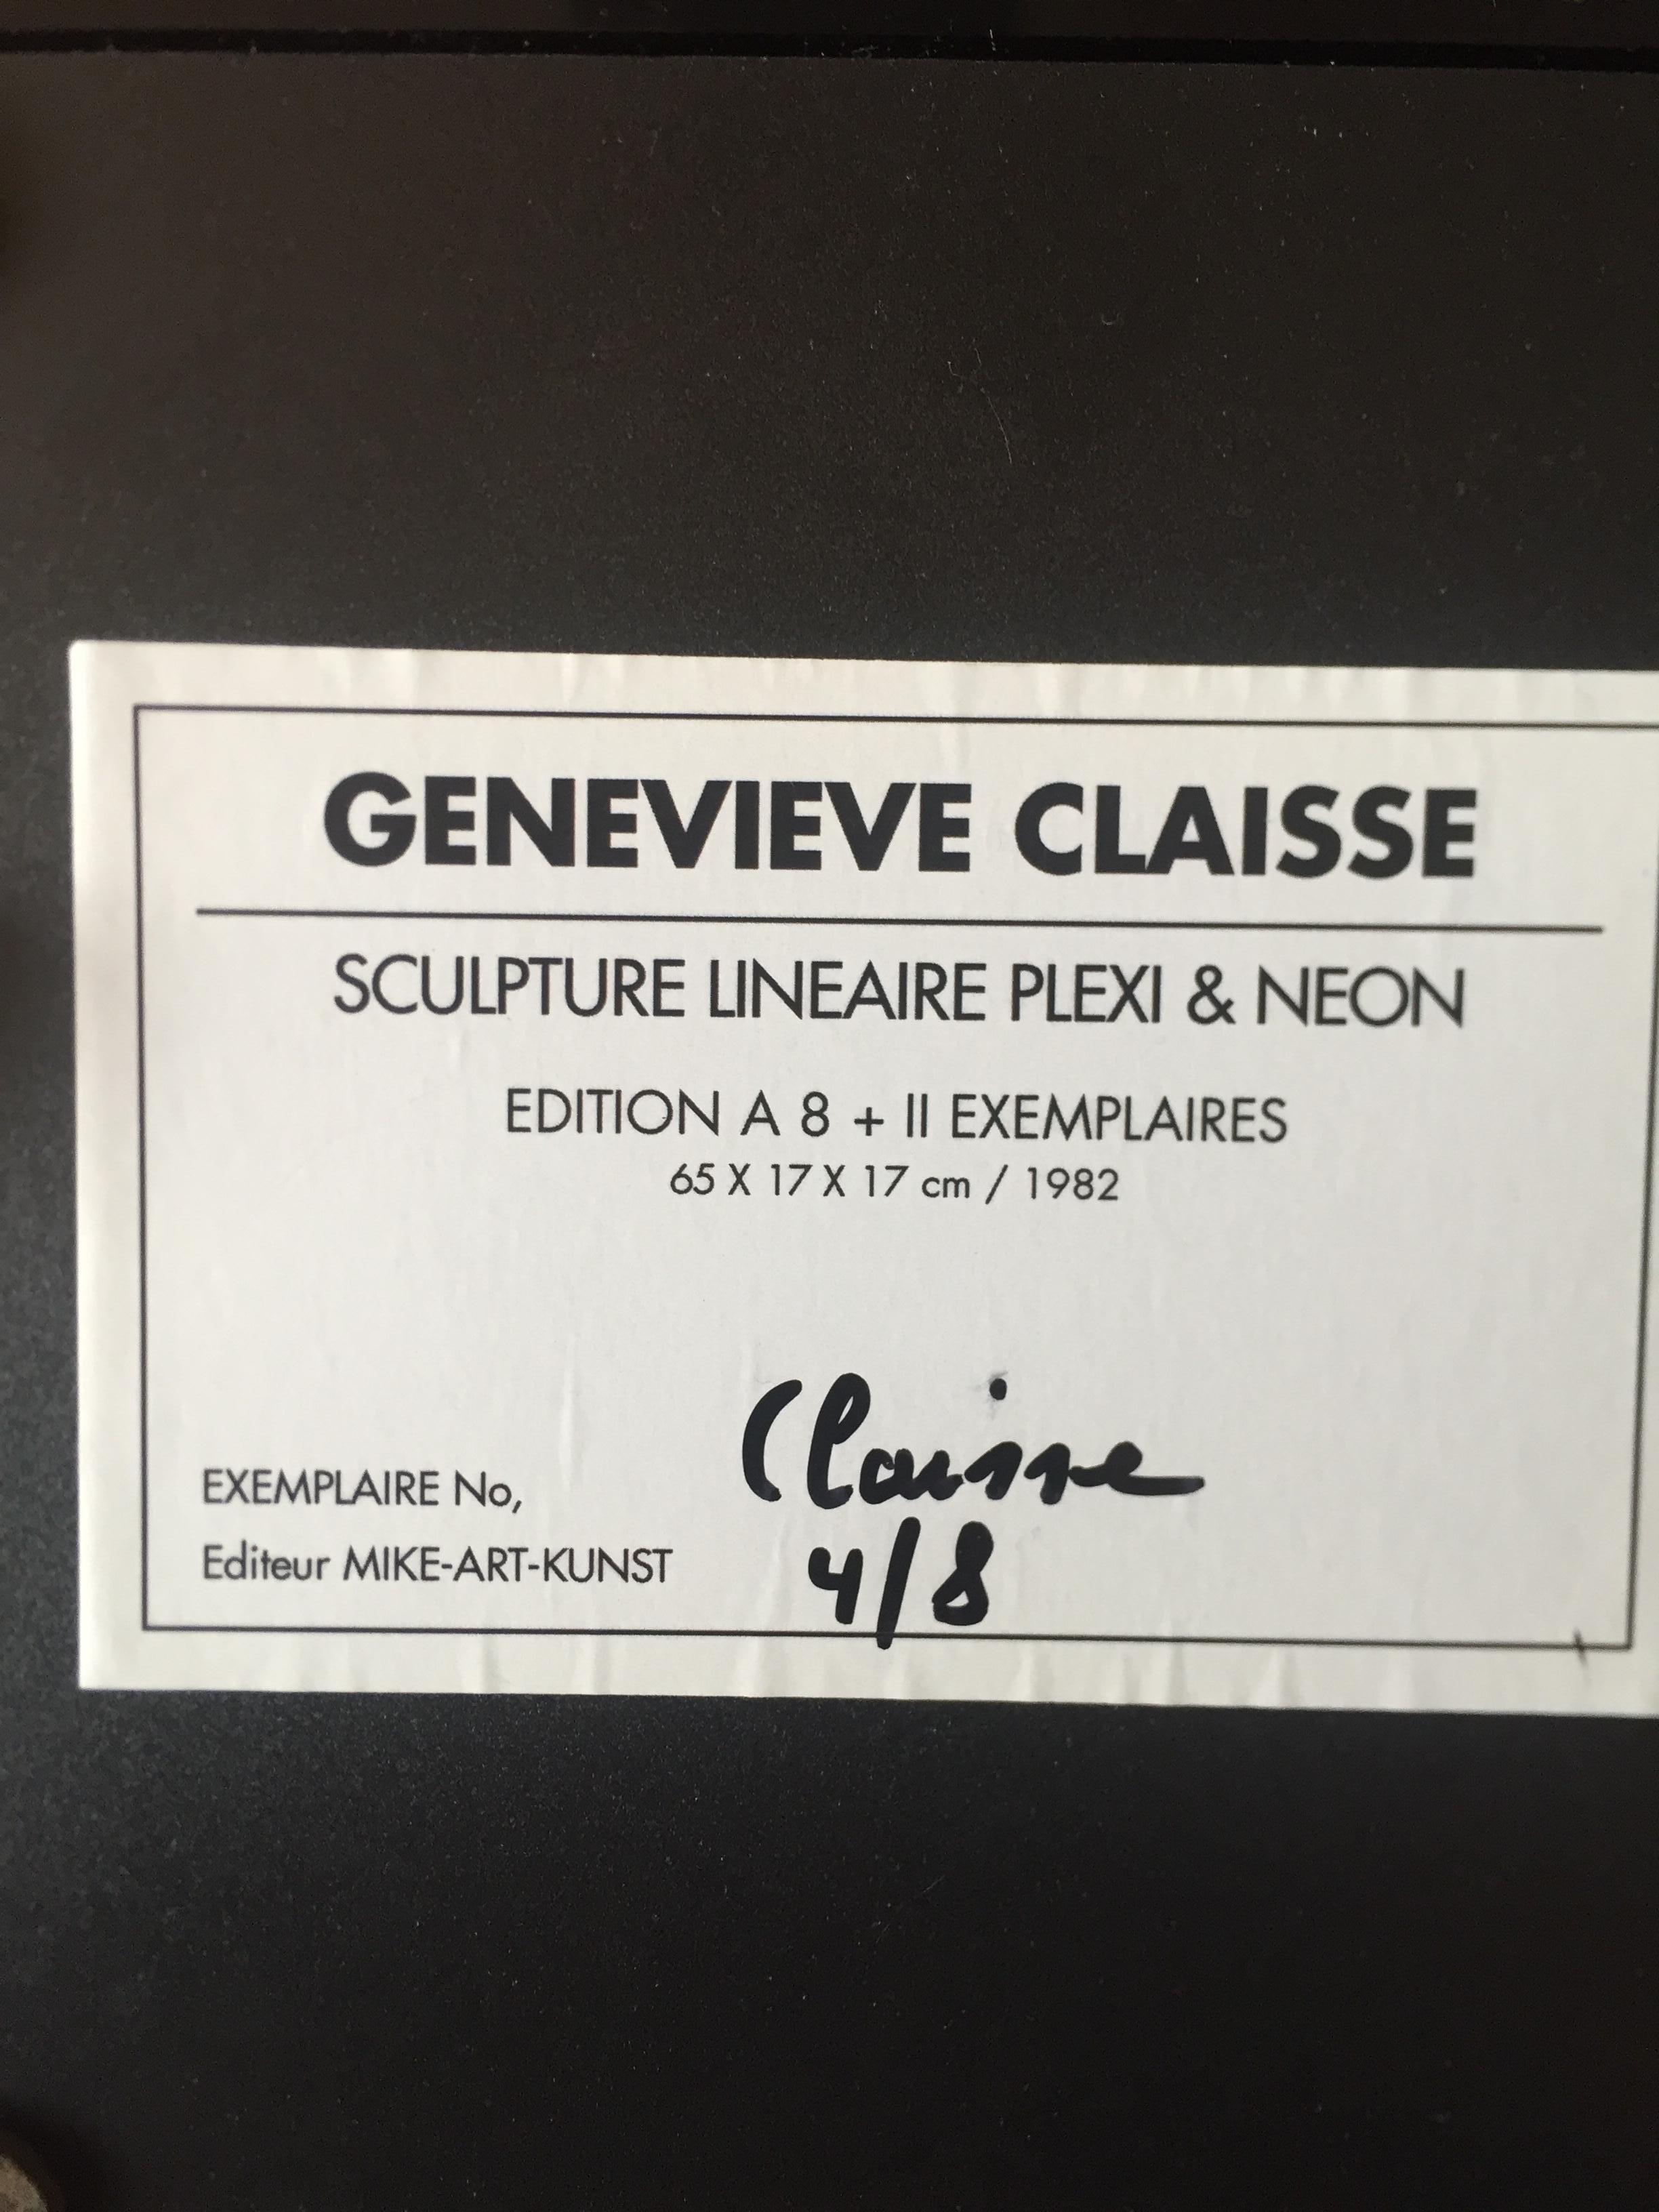 GENEVIEVE CLAISSE
SCULPTURE LINEAIRE PLEXI & NEON
EDITION A 8 + II EXEMPLAIRES
65 X 17 X 17 cm / 1982
Claisse
EXEMPLAIRE No,
4/8
Editeur MIKE-ART-KUNST